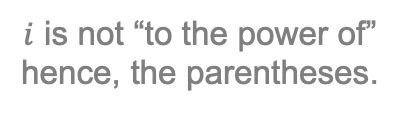 i is not “to the power of”
hence, the parentheses.